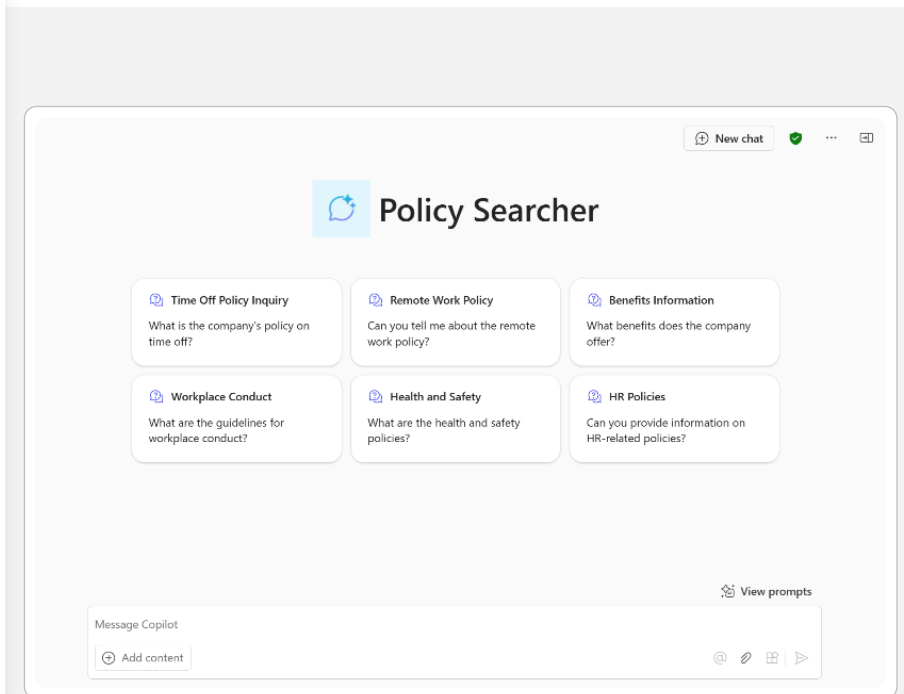 New chat
Policy Searcher
Time Off Policy Inquiry
What is the company's policy on
time off?
Remote Work Policy
Can you tell me about the remote
work policy?
Benefits Information
What benefits does the company
offer?
Workplace Conduct
What are the guidelines for
workplace conduct?
Health and Safety
What are the health and safety
policies?
HR Policies
Can you provide information on
HR-related policies?
View prompts
Message Copilot
Add content